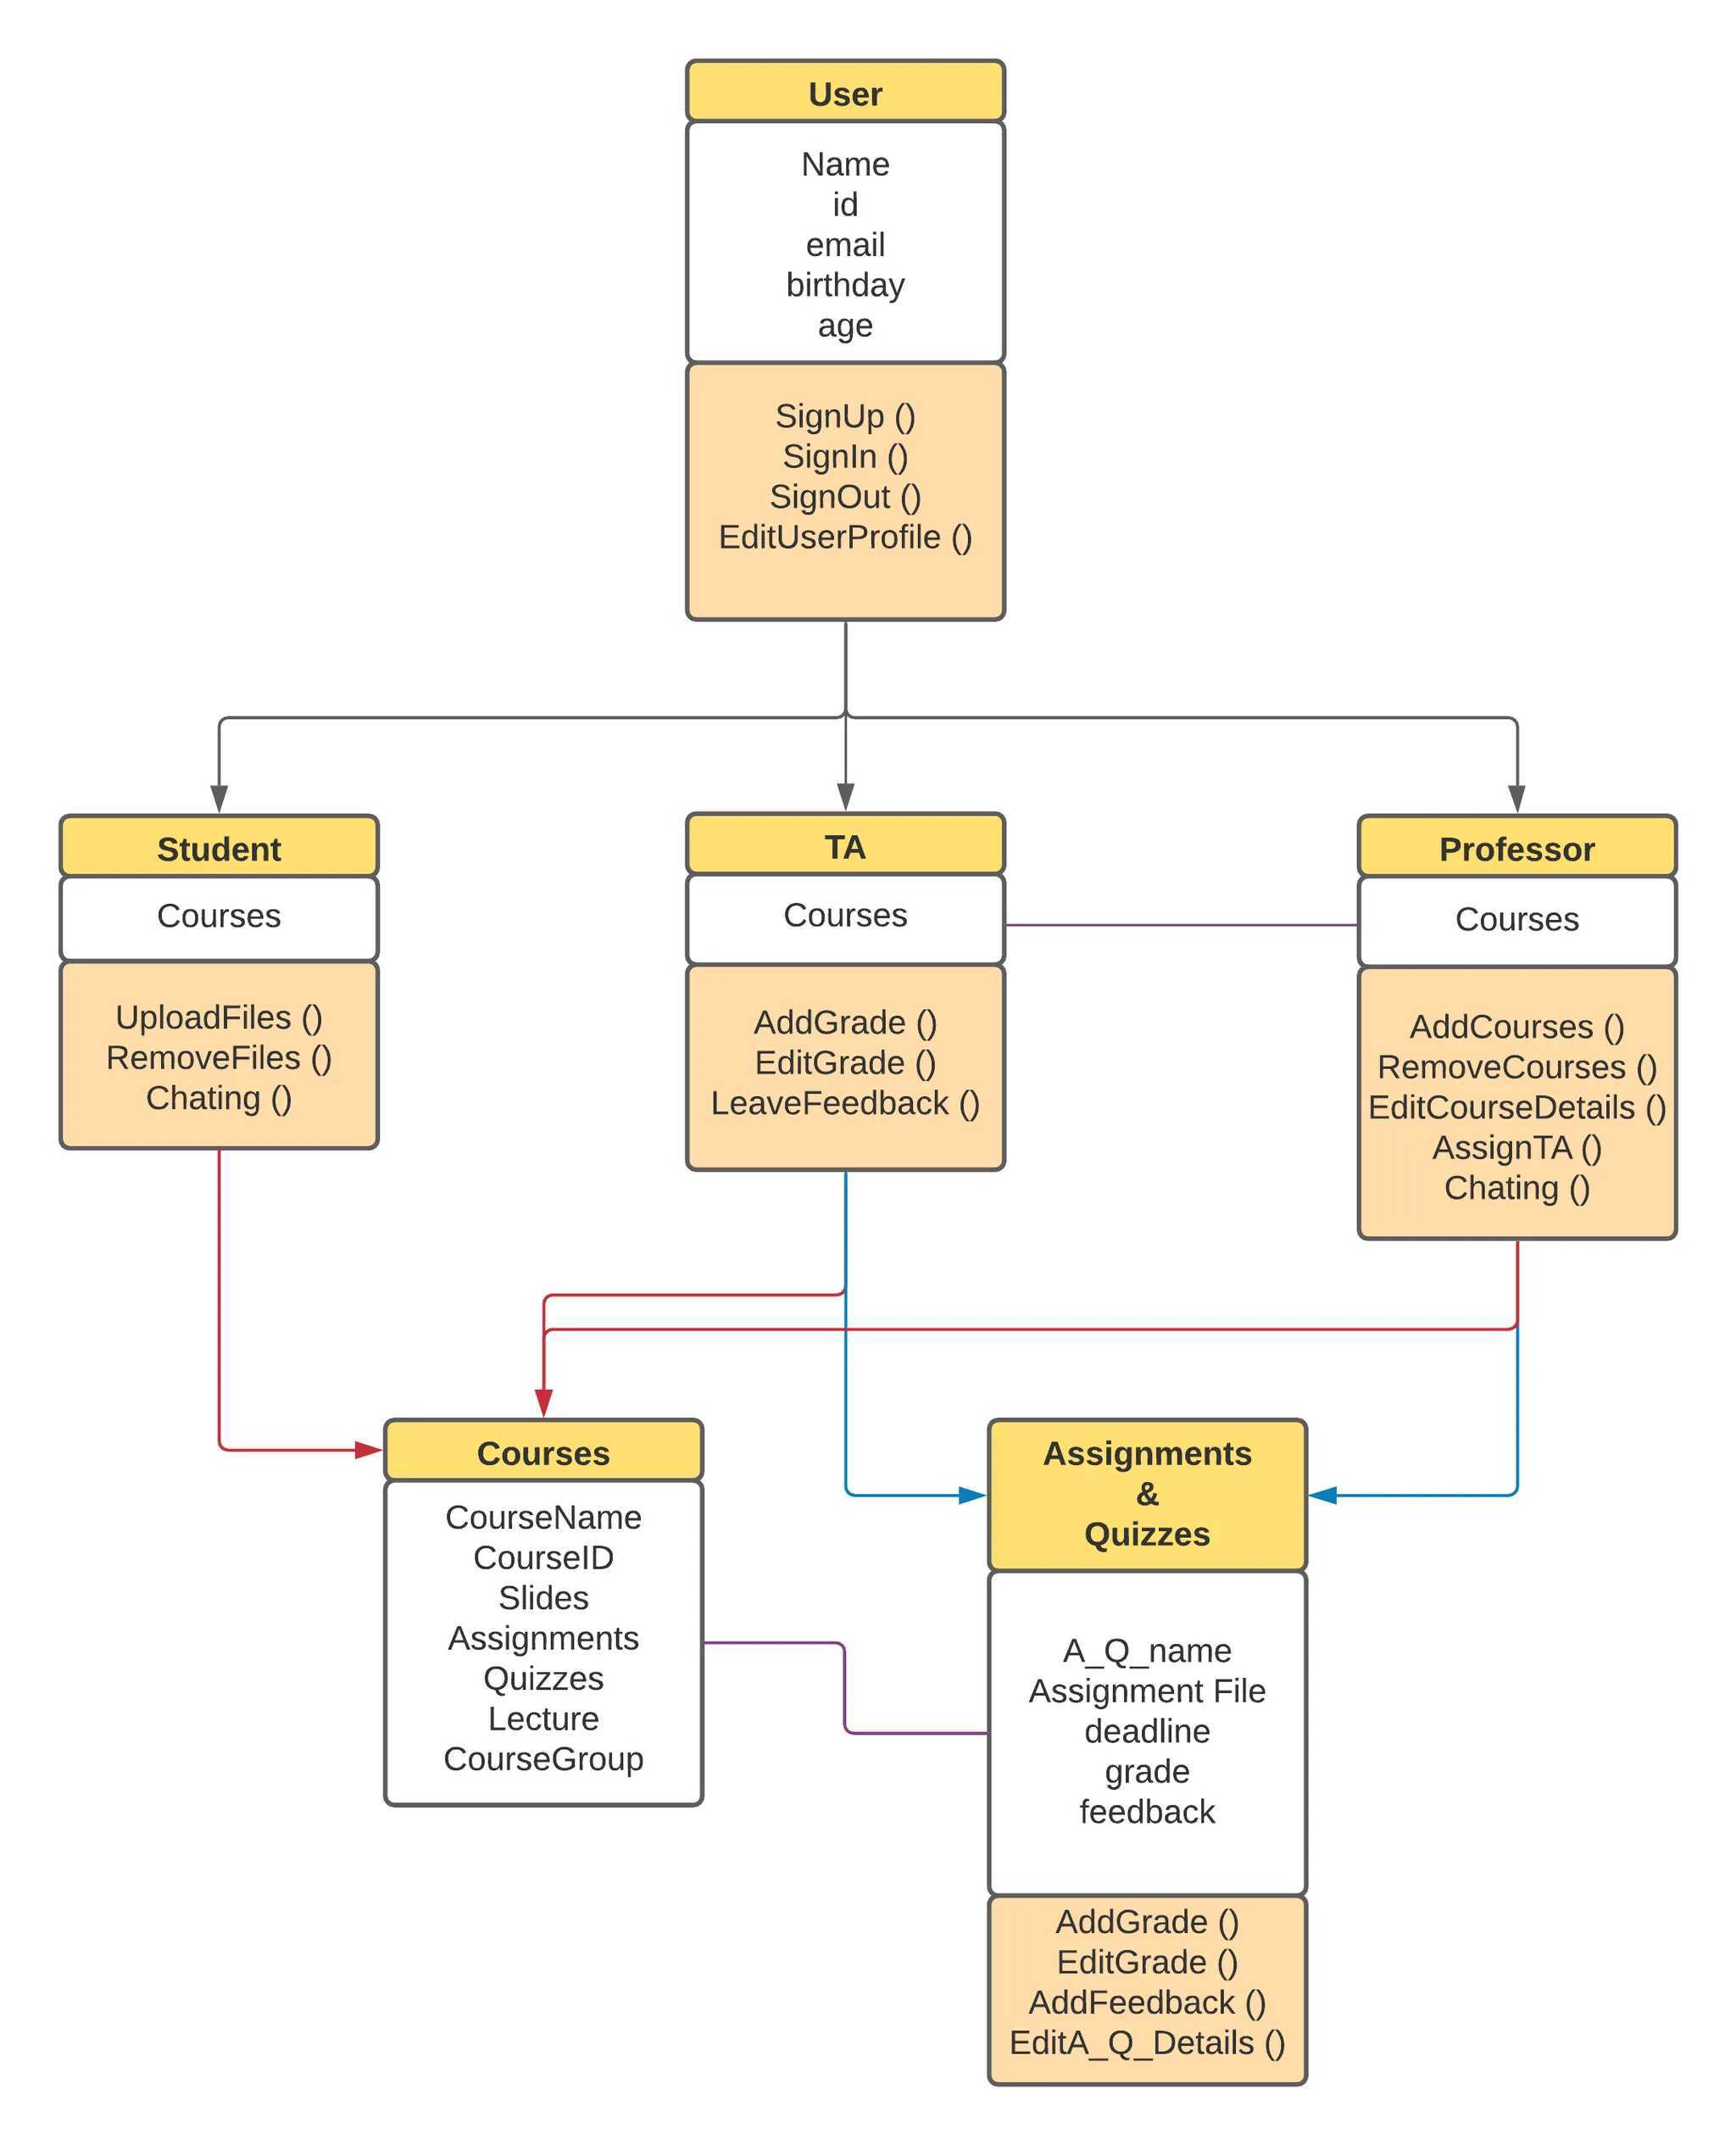 User
Name
id
email
birthday
age
SignUp ()
SignIn ()
SignOut ()
EditUserProfile ()
Student
Courses
UploadFiles ()
RemoveFiles ()
Chating ()
TA
Courses
AddGrade ()
EditGrade ()
LeaveFeedback ()
Professor
Courses
AddCourses ()
RemoveCourses ()
EditCourseDetails ()
AssignTA ()
Chating ()
Courses
CourseName
CourseID
Slides
Assignments
Quizzes
Lecture
CourseGroup
Assignments
&
Quizzes
A_Q_name
Assignment File
deadline
grade
feedback
AddGrade ()
EditGrade ()
AddFeedback ()
EditA_Q_Details ()